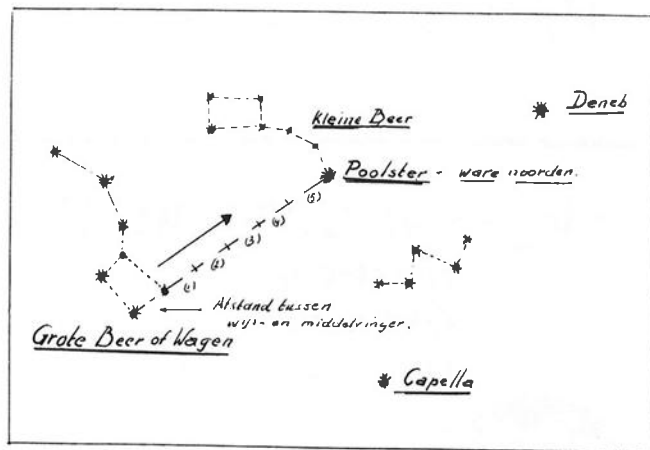 Kleine Beer
Deneb
Poolster - ware noorden.
(5)
(4)
(3)
(2)
(1)
Afstand tussen
wijs- en middelvinger.
Grote Beer of Wagen
Capella